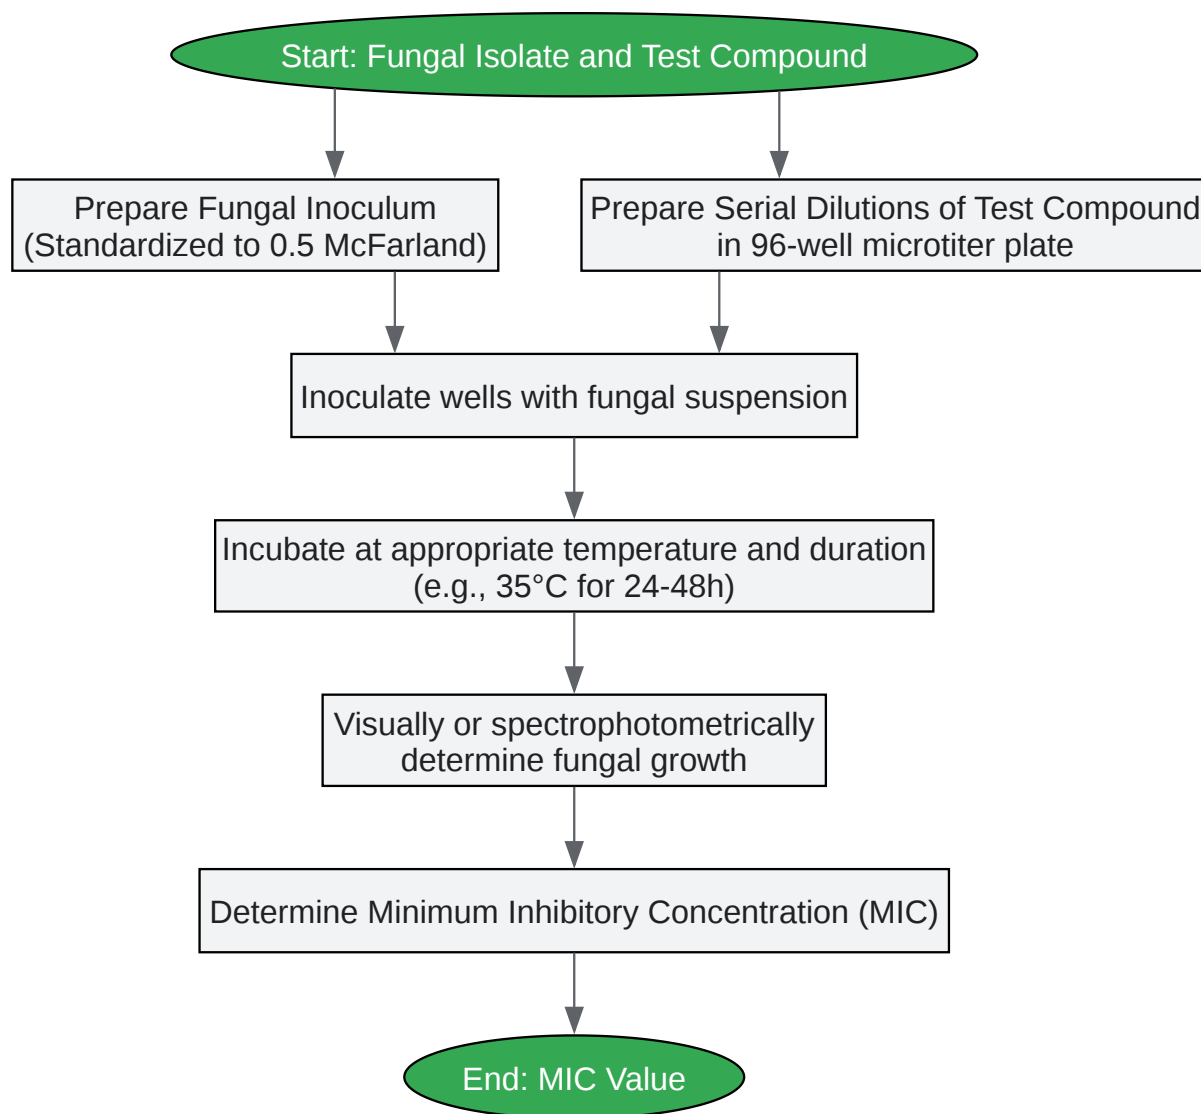 Start: Fungal Isolate and Test Compound
Prepare Fungal Inoculum
(Standardized to 0.5 McFarland)
Prepare Serial Dilutions of Test Compound
in 96-well microtiter plate
Inoculate wells with fungal suspension
Incubate at appropriate temperature and duration
(e.g., 35°C for 24-48h)
Visually or spectrophotometrically
determine fungal growth
Determine Minimum Inhibitory Concentration (MIC)
End: MIC Value